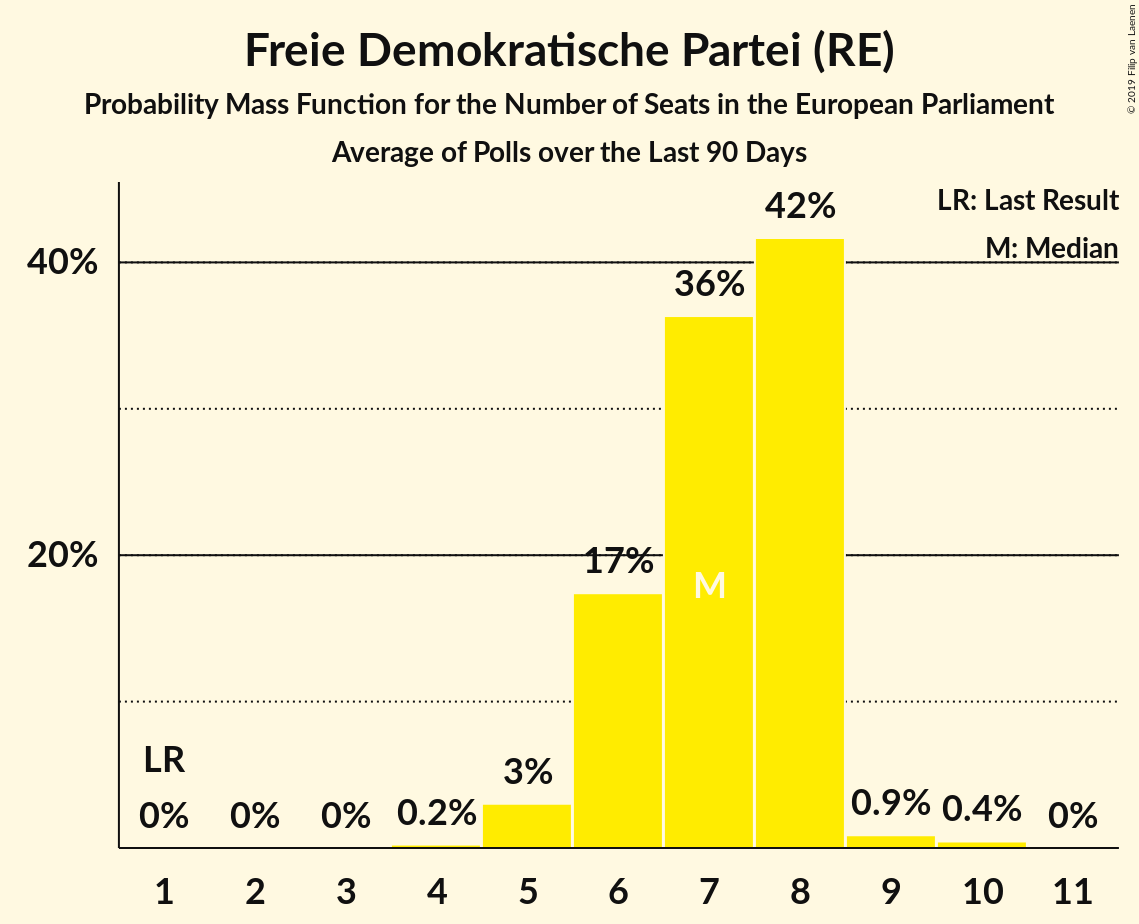 Freie Demokratische Partei (RE)
Probability Mass Function for the Number of Seats in the European Parliament
Average of Polls over the Last 90 Days
© 2019 Filip van Laenen
LR: Last Result
M: Median
42%
40%
36%
20%
17%
M
LR
3%
0% 0% 0% 0.2% 0.9% 0.4% 0%
1 2 3 4 5 6 7 8 9 10 11